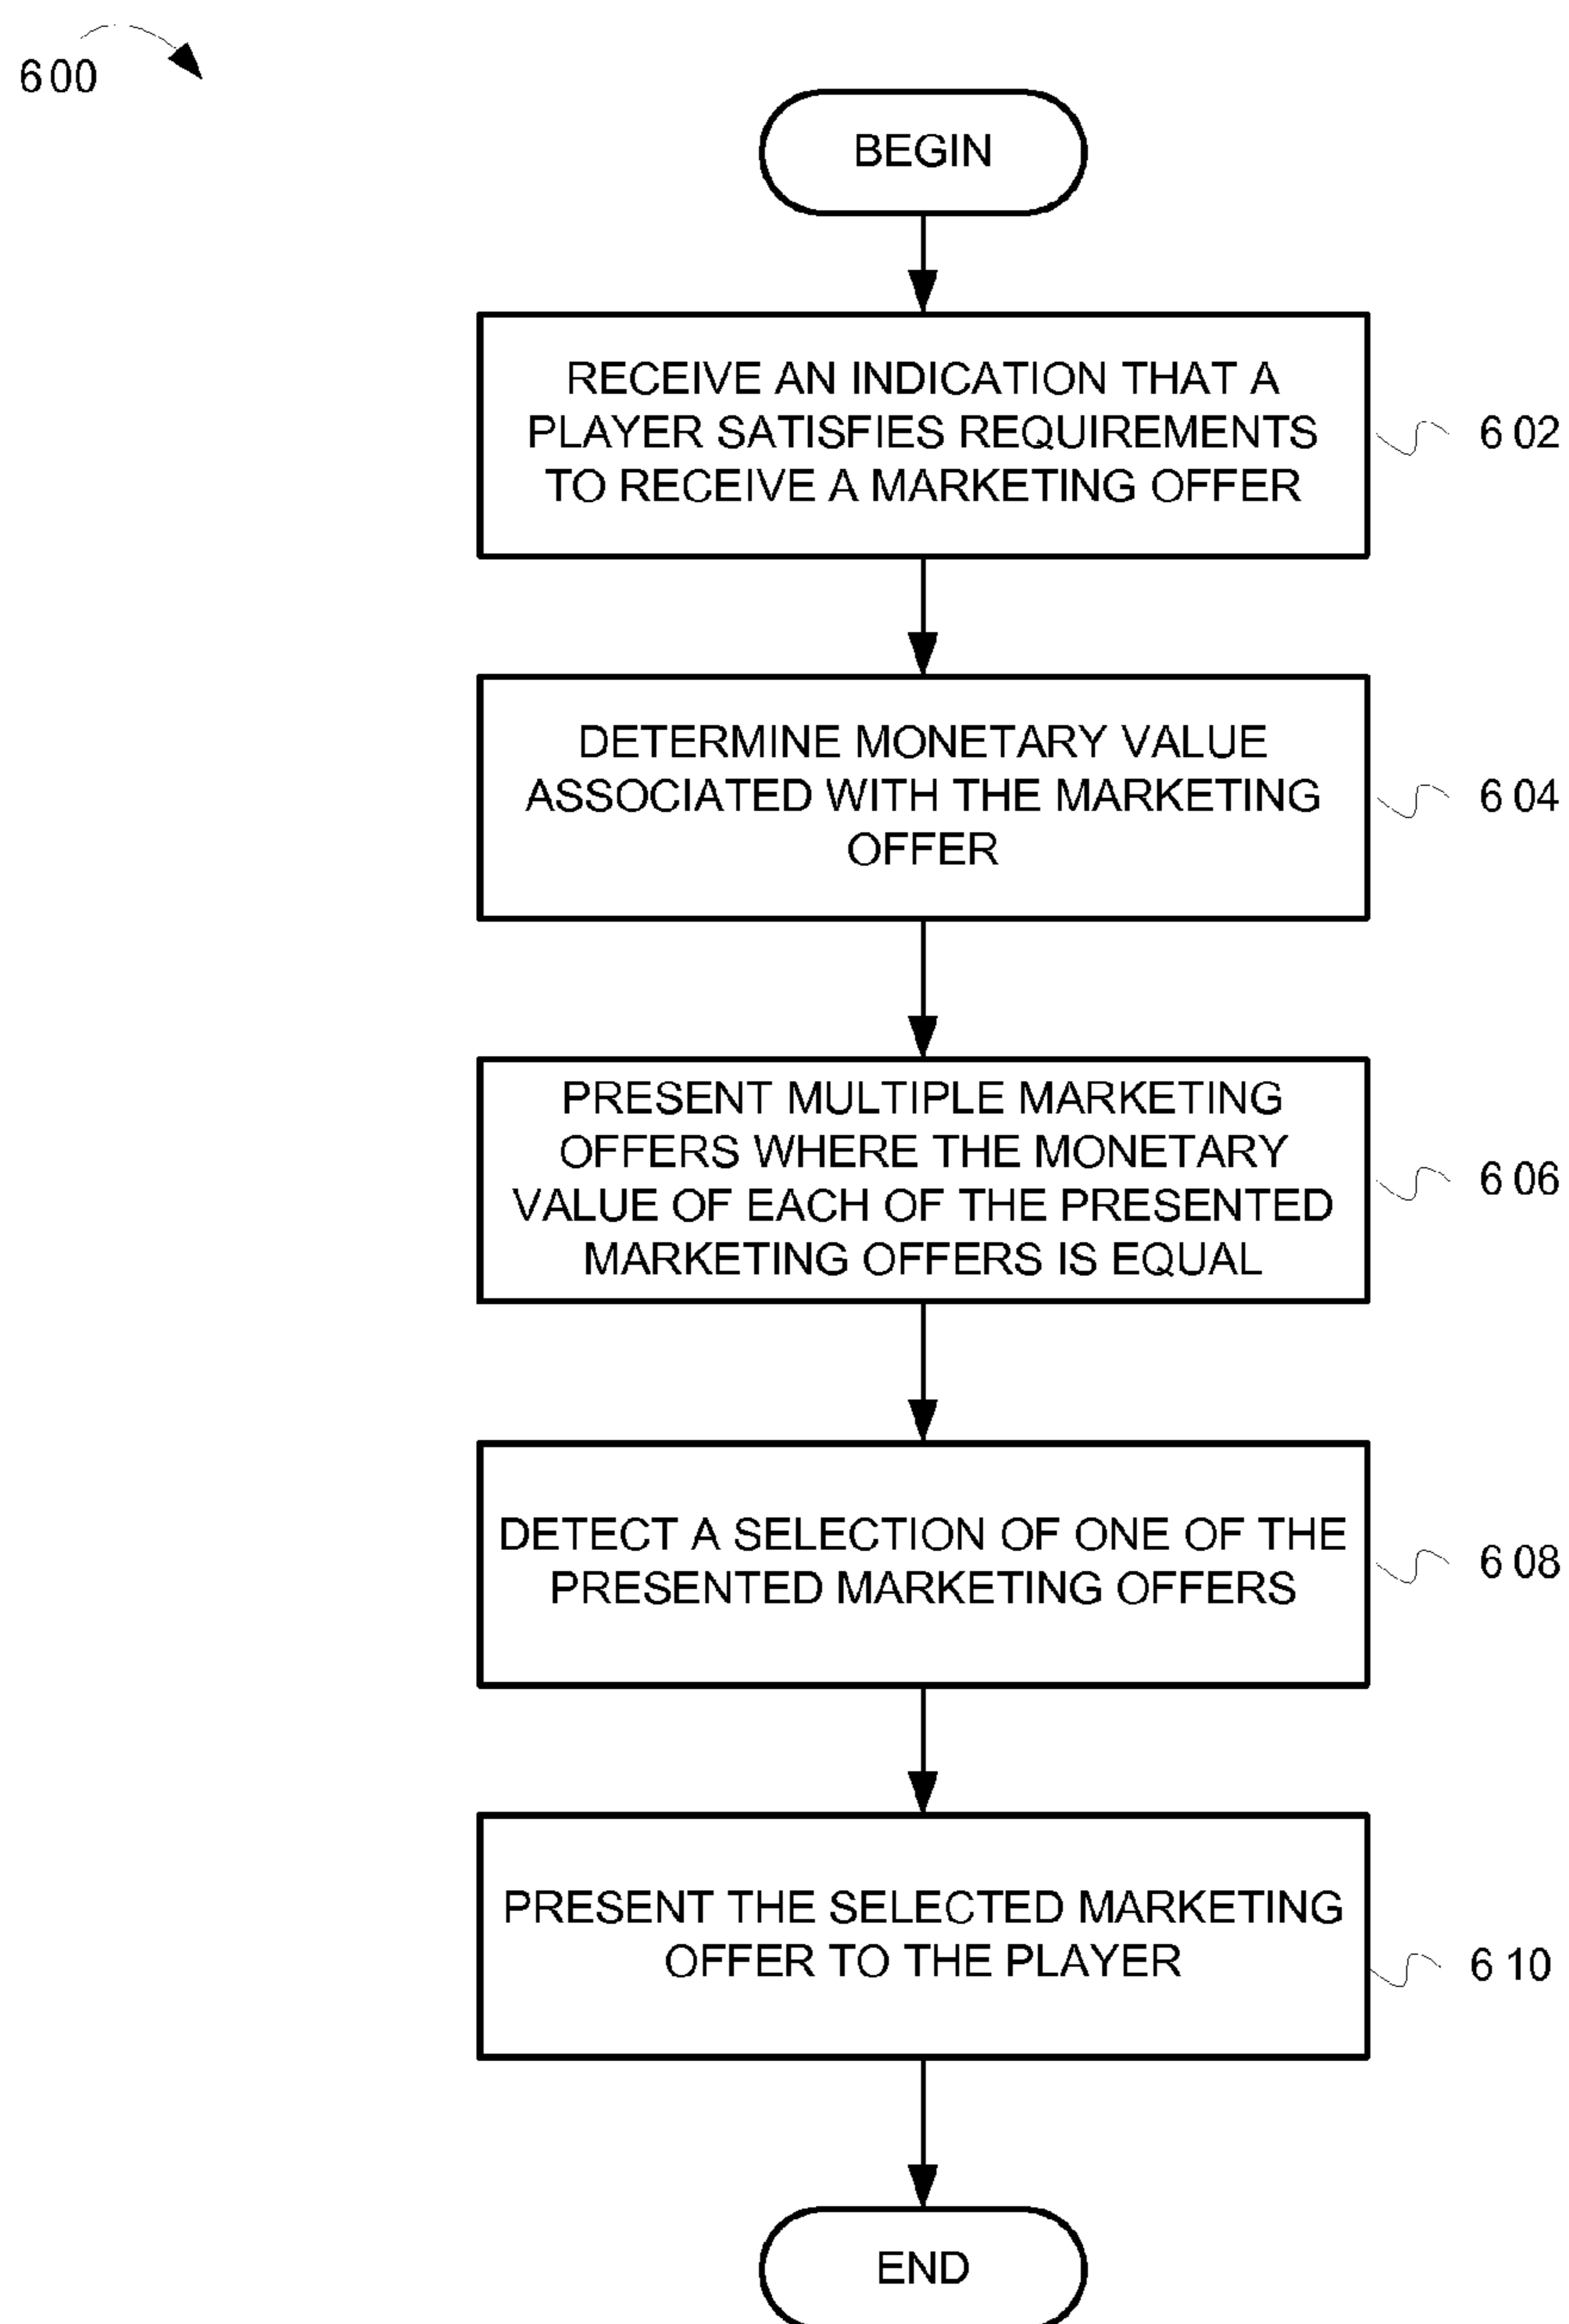 600
BEGIN
RECEIVE AN INDICATION THAT A
PLAYER SATISFIES REQUIREMENTS
TO RECEIVE A MARKETING OFFER
602
DETERMINE MONETARY VALUE
ASSOCIATED WITH THE MARKETING
OFFER
604
PRESENT MULTIPLE MARKETING
OFFERS WHERE THE MONETARY
VALUE OF EACH OF THE PRESENTED
MARKETING OFFERS IS EQUAL
606
DETECT A SELECTION OF ONE OF THE
PRESENTED MARKETING OFFERS
608
PRESENT THE SELECTED MARKETING
OFFER TO THE PLAYER
610
END